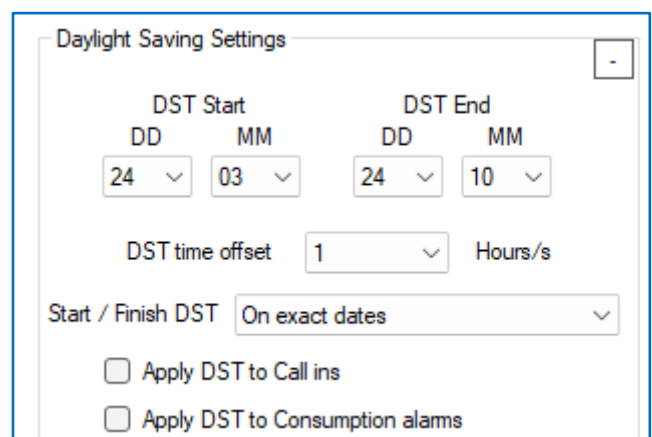 Daylight Saving Settings
-
DST Start DST End
DD MM DD MM
24 03 24 10
DST time offset 1 Hours/s
Start / Finish DST On exact dates
Apply DST to Call ins
Apply DST to Consumption alarms